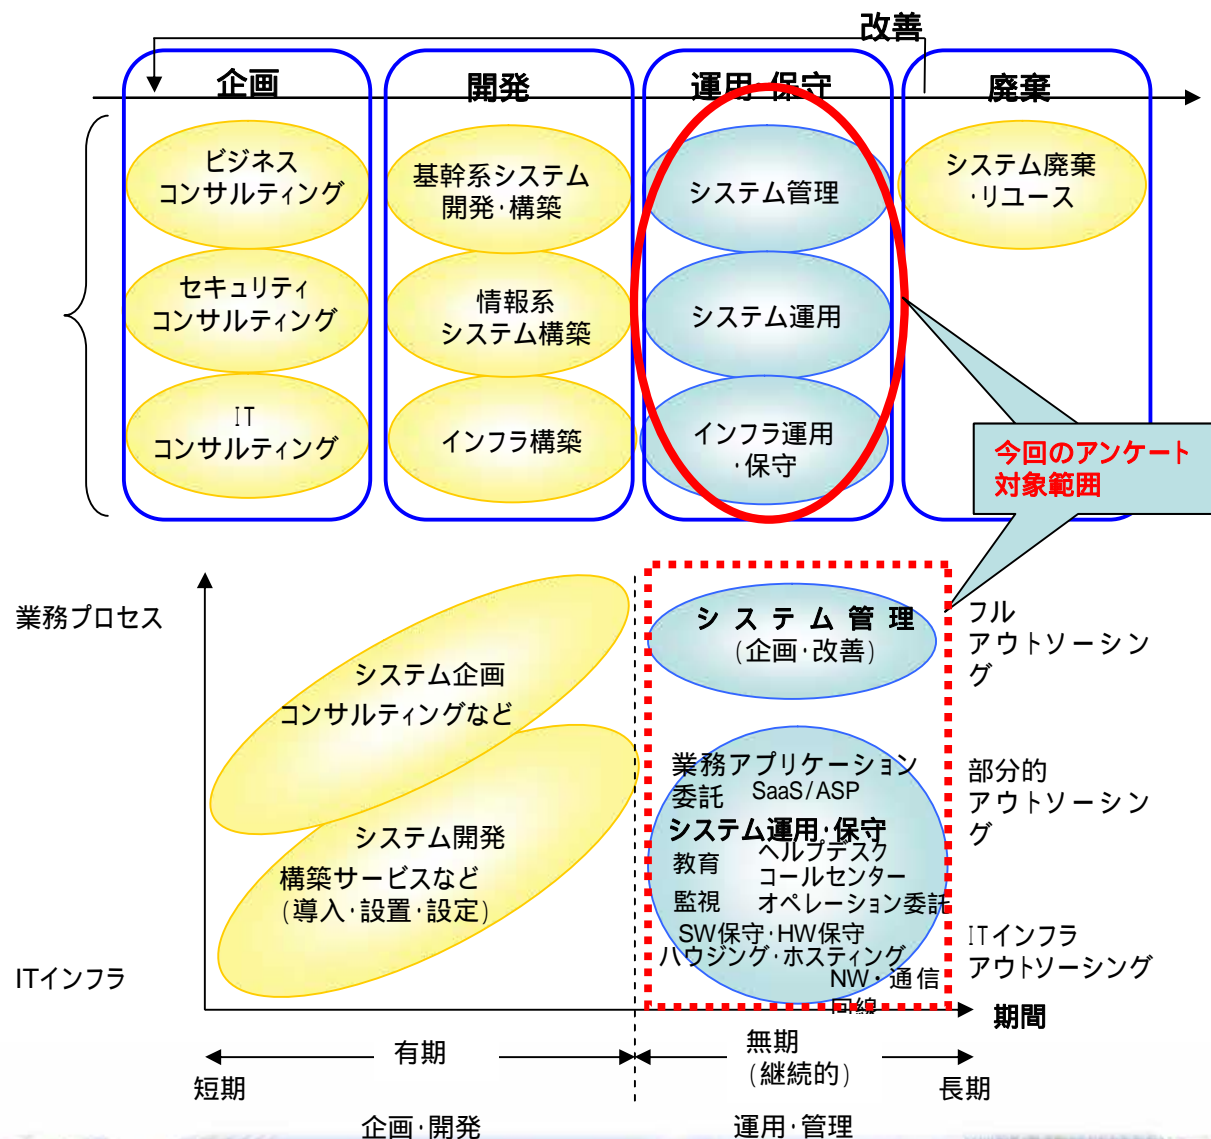 改善
企画
開発
運用・保守
廃棄
ビジネス
コンサルティング
基幹系システム
開発・構築
システム管理
システム廃棄
・リユース
セキュリティ
コンサルティング
情報系
システム構築
システム運用
IT
コンサルティング
インフラ構築
インフラ運用
・保守
今回のアンケート
対象範囲
業務プロセス
システム企画
コンサルティングなど
システム管理
(企画・改善)
フル
アウトソーシン
グ
システム開発
構築サービスなど
(導入・設置・設定)
業務アプリケーション
委託 SaaS/ASP
システム運用・保守
教育 ヘルプデスク
コールセンター
監視 オペレーション委託
SW保守・HW保守
ハウジング・ホスティング
NW・通信
回線
部分的
アウトソーシン
グ
ITインフラ
アウトソーシング
ITインフラ
期間
有期
無期
(継続的)
短期
長期
企画・開発
運用・管理